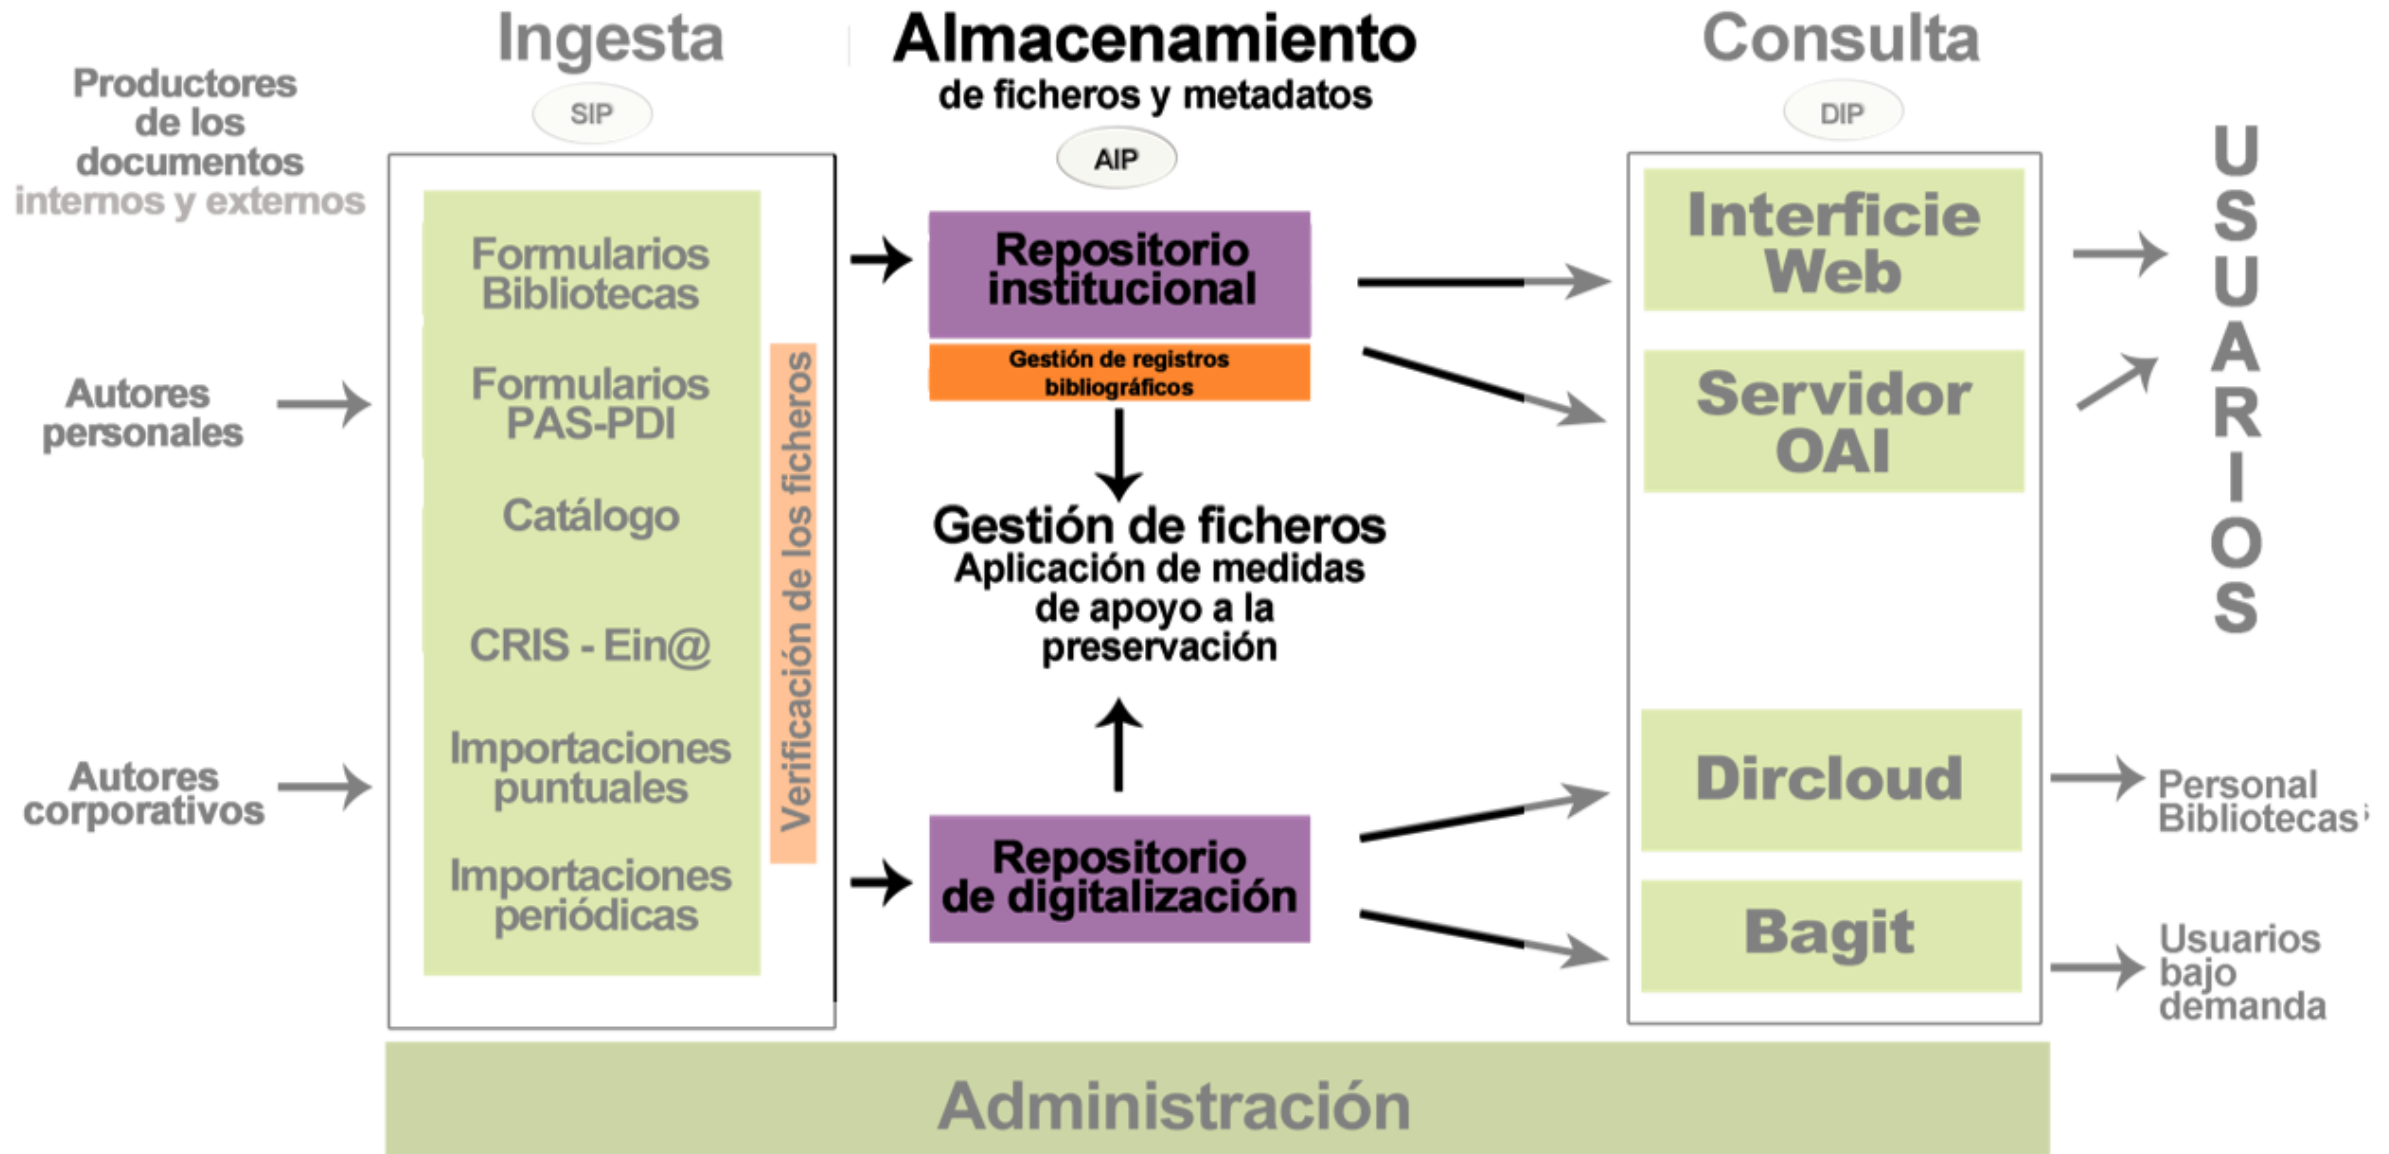 Ingesta
Almacenamiento
de ficheros y metadatos
Consulta
Productores
de los
documentos
internos y externos
SIP
AIP
DIP
Autores
personales
Autores
corporativos
Formularios
Bibliotecas
Formularios
PAS-PDI
Catálogo
CRIS - Ein@
Importaciones
puntuales
Importaciones
periódicas
Verificación de los ficheros
Repositorio
institucional
Gestión de registros
bibliográficos
Gestión de ficheros
Aplicación de medidas
de apoyo a la
preservación
Repositorio
de digitalización
Interficie
Web
Servidor
OAI
Dircloud
Bagit
USUARIOS
Personal
Bibliotecas
Usuarios
bajo
demanda
Administración